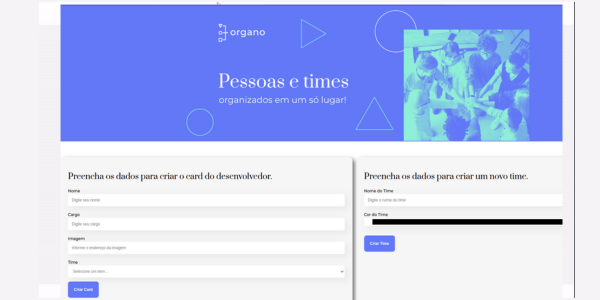 organo
Pessoas e times
organizados em um só lugar!
Preencha os dados para criar o card do desenvolvedor.
Nome
Digite seu nome
Cargo
Digite seu cargo
Imagem
Informe o endereço da imagem
Time
Selecione um item...
Criar Card
Preencha os dados para criar um novo time.
Nome do Time
Digite o nome do time
Cor do Time
Criar Time